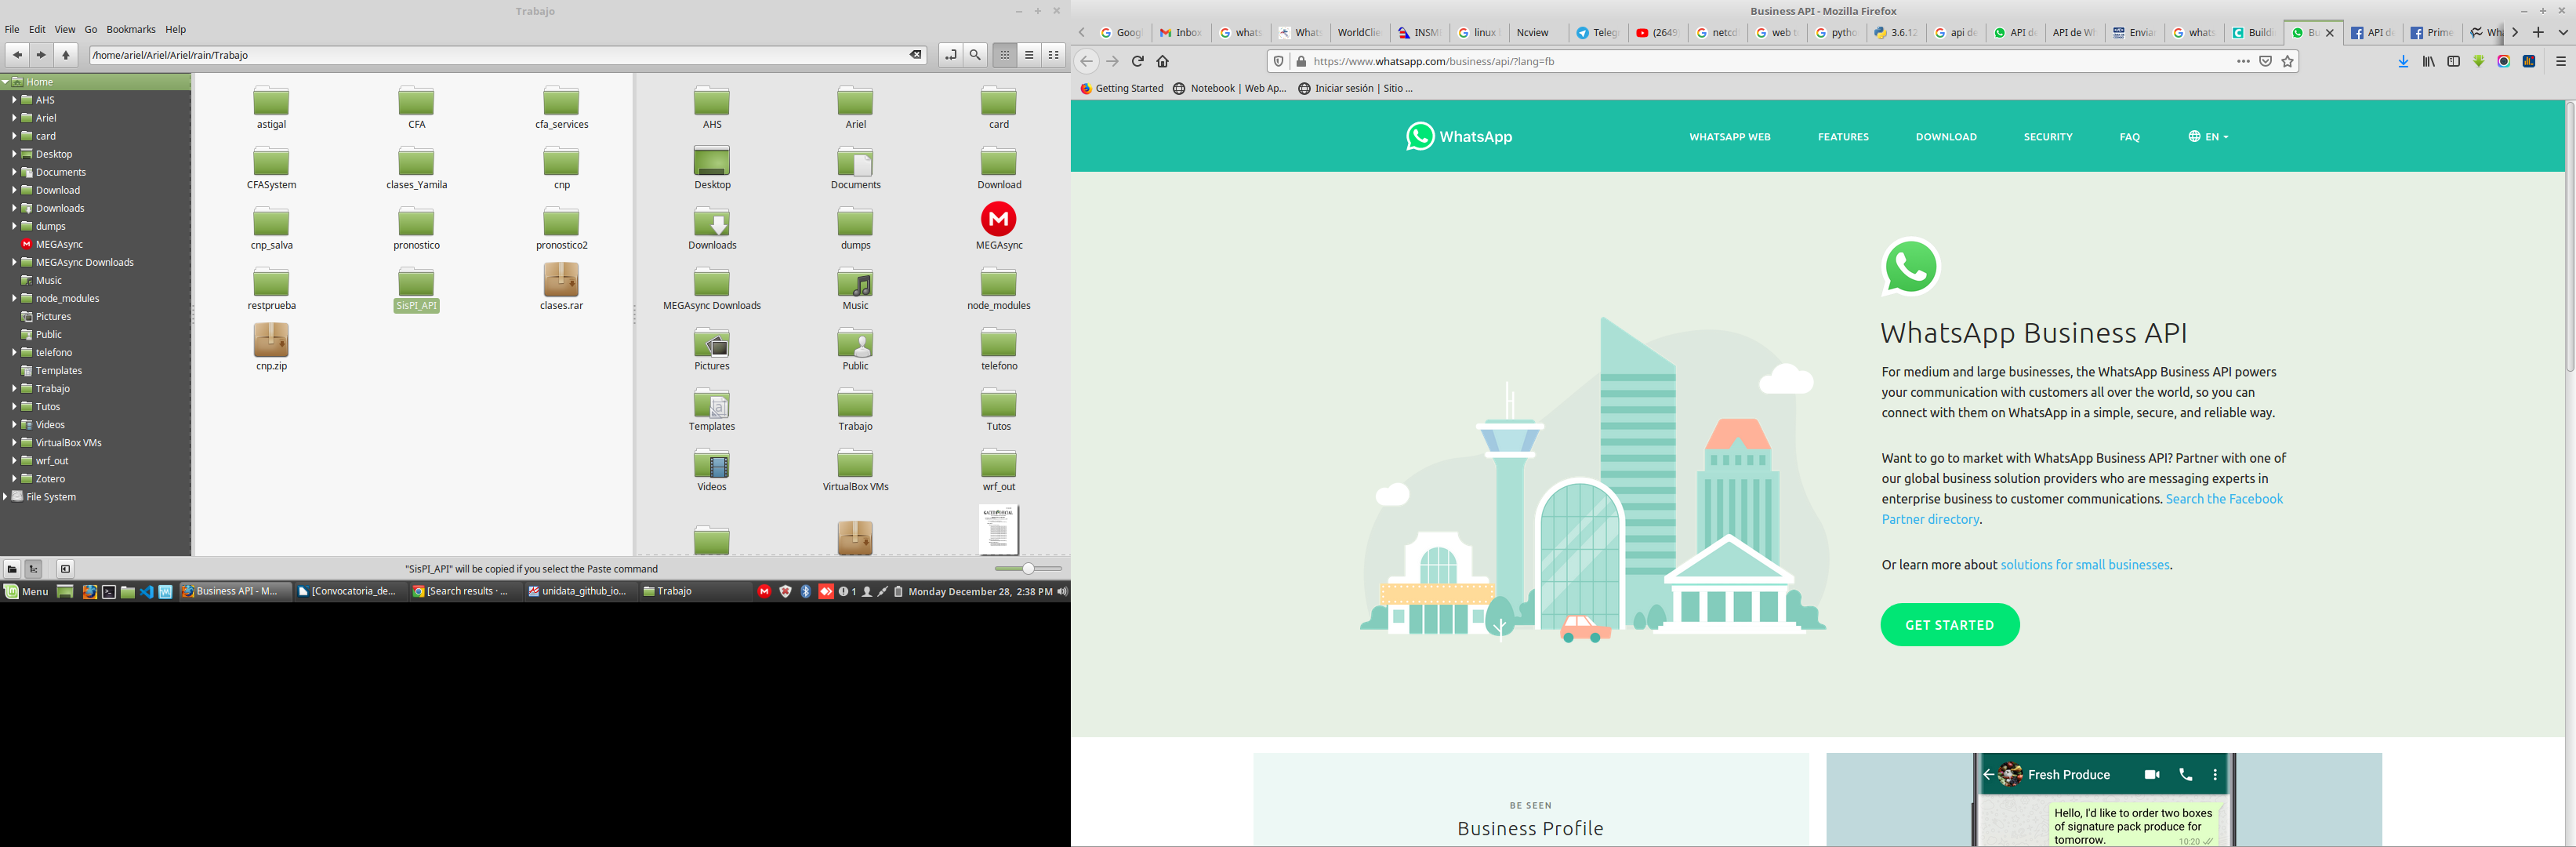 Trabajo
File Edit View Go Bookmarks Help
/home/ariel/Ariel/Ariel/rain/Trabajo
Home
AHS
Ariel
card
Desktop
Documents
Download
Downloads
dumps
MEGAsync
MEGAsync Downloads
Music
node_modules
Pictures
Public
telefono
Templates
Trabajo
Tutos
Videos
VirtualBox VMs
wrf_out
Zotero
File System
astigal CFA cfa_services
CFASystem clases_Yamila cnp
cnp_salva pronostico pronostico2
restprueba SisPI_API clases.rar
cnp.zip
AHS Ariel card
Desktop Documents Download
Downloads dumps MEGAsync
MEGAsync Downloads Music node_modules
Pictures Public telefono
Templates Trabajo Tutos
Videos VirtualBox VMs wrf_out
"SisPI_API" will be copied if you select the Paste command
Menu Business API - M... [Convocatoria_de... [Search results - ... unidata_github_io... Trabajo 1 Monday December 28, 2:38 PM
Business API - Mozilla Firefox
Goog Inbox whats Whats WorldClie INSM linux Ncview Telegr (2649 netcd web t pytho 3.6.12 api de API de API de W Envia whats Buildi Bu API de Prime Wha
https://www.whatsapp.com/business/api/?lang=fb
Getting Started Notebook | Web Ap... Iniciar sesión | Sitio ...
WhatsApp WHATSAPP WEB FEATURES DOWNLOAD SECURITY FAQ EN
WhatsApp Business API
For medium and large businesses, the WhatsApp Business API powers
your communication with customers all over the world, so you can
connect with them on WhatsApp in a simple, secure, and reliable way.
Want to go to market with WhatsApp Business API? Partner with one of
our global business solution providers who are messaging experts in
enterprise business to customer communications. Search the Facebook
Partner directory.
Or learn more about solutions for small businesses.
GET STARTED
BE SEEN
Business Profile
Fresh Produce
Hello, I'd like to order two boxes
of signature pack produce for
tomorrow. 10:20